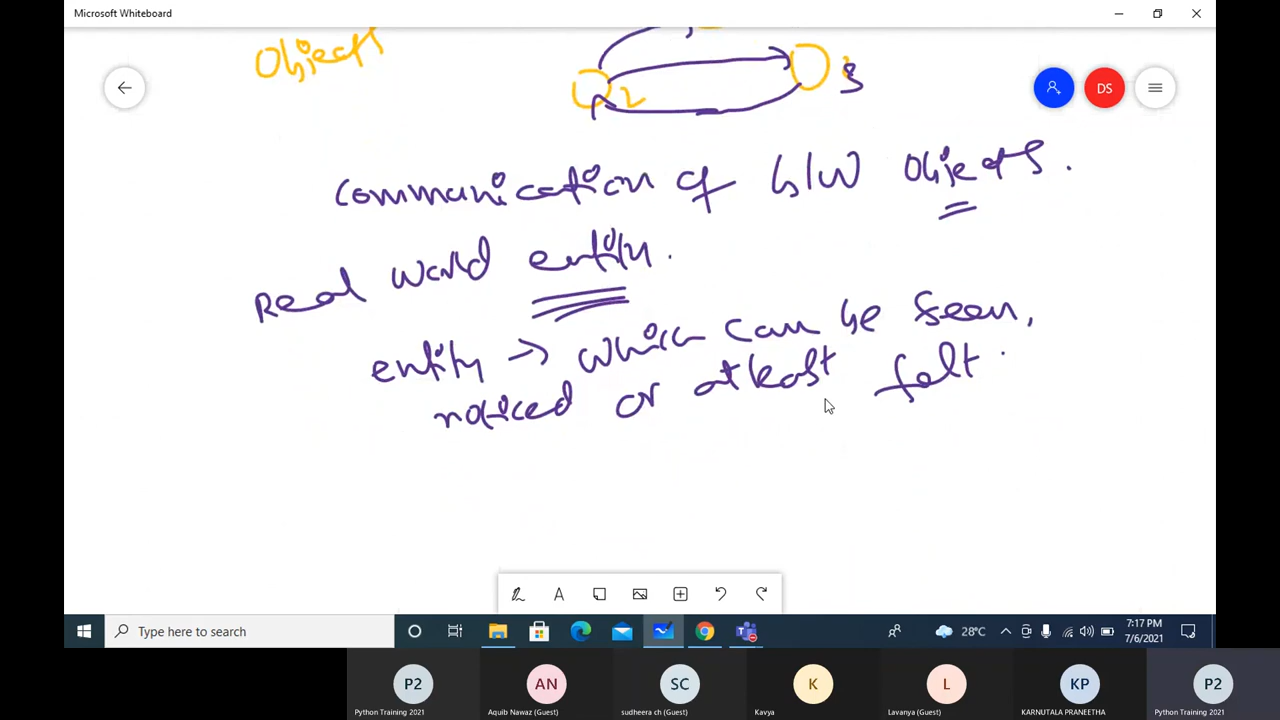 Microsoft Whiteboard
Objects
2
3
DS
Communication of b/w Objects.
Real World entity.
entity → which can be seen,
noticed or atleast felt.
Type here to search
28°C
7:17 PM
7/6/2021
P2
AN
SC
K
L
KP
P2
Python Training 2021
Aquib Nawaz (Guest)
sudheera ch (Guest)
Kavya
Lavanya (Guest)
KARNUTALA PRANEETHA
Python Training 2021